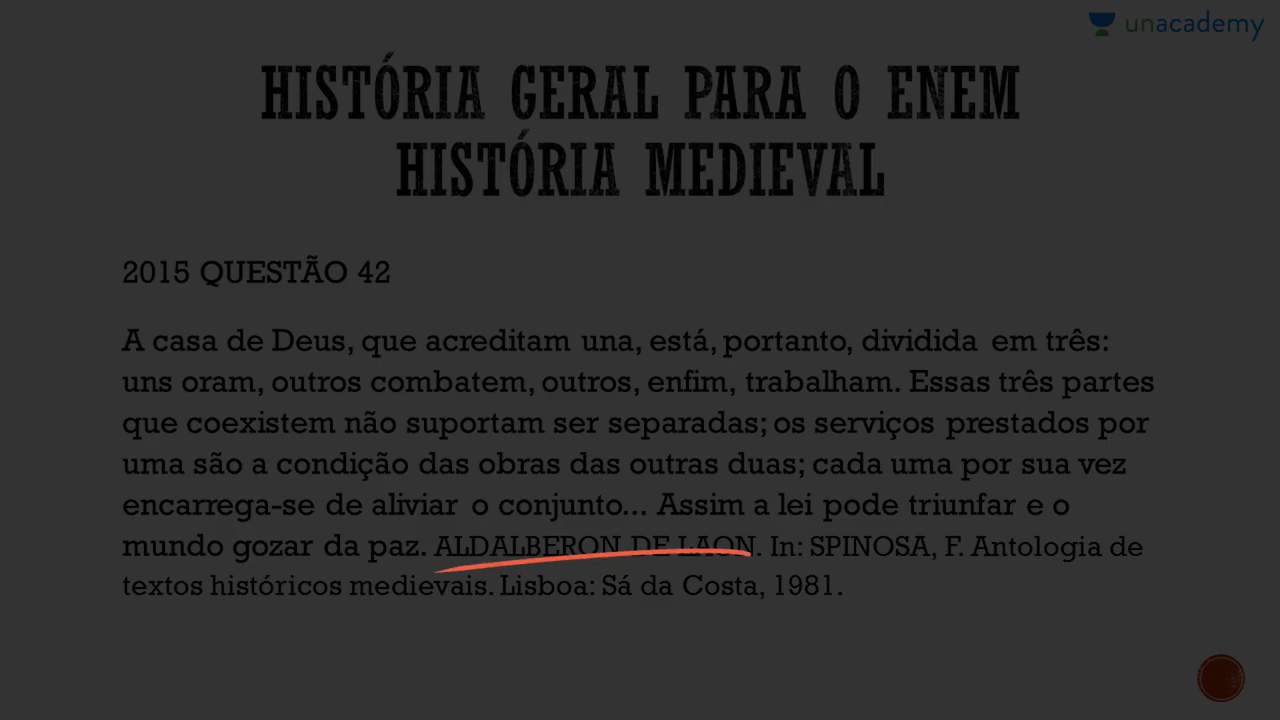 unacademy
HISTÓRIA GERAL PARA O ENEM
HISTÓRIA MEDIEVAL
2015 QUESTÃO 42
A casa de Deus, que acreditam una, está, portanto, dividida em três:
uns oram, outros combatem, outros, enfim, trabalham. Essas três partes
que coexistem não suportam ser separadas; os serviços prestados por
uma são a condição das obras das outras duas; cada uma por sua vez
encarrega-se de aliviar o conjunto... Assim a lei pode triunfar e o
mundo gozar da paz. ALDALBERON DE LAON. In: SPINOSA, F. Antologia de
textos históricos medievais. Lisboa: Sá da Costa, 1981.